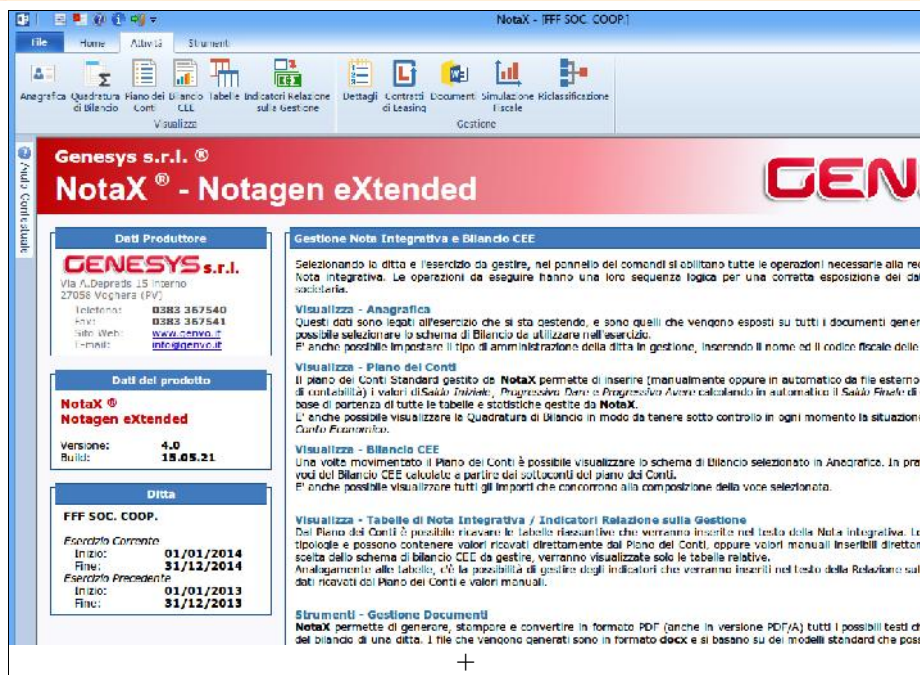 NotaX - [FFF SOC. COOP.]
File Home Attività Strumenti
Anagrafica Quadratura di Bilancio Piano dei Conti Bilancio CEE Tabelle Indicatori Relazione sulla Gestione Dettagli Contratti di Leasing Documenti Simulazione Fiscale Riclassificazione
Visualizza Gestione
Aiuto Contestuale
Genesys s.r.l. ®
NotaX ® - Notagen eXtended
GEN
Dati Produttore
GENESYS s.r.l.
Via A.Depretis 15 interno
27058 Voghera (PV)
Telefono: 0383 367540
Fax: 0383 367541
Sito Web: www.genvo.it
E-mail: info@genvo.it
Dati del prodotto
NotaX ®
Notagen eXtended
Versione: 4.0
Build: 15.05.21
Ditta
FFF SOC. COOP.
Esercizio Corrente
Inizio: 01/01/2014
Fine: 31/12/2014
Esercizio Precedente
Inizio: 01/01/2013
Fine: 31/12/2013
Gestione Nota Integrativa e Bilancio CEE
Selezionando la ditta e l'esercizio da gestire, nel pannello dei comandi si abilitano tutte le operazioni necessarie alla
Nota integrativa. Le operazioni da eseguire hanno una loro sequenza logica per una corretta esposizione dei
societaria.
Visualizza - Anagrafica
Questi dati sono legati all'esercizio che si sta gestendo, e sono quelli che vengono esposti su tutti i documenti gener
possibile selezionare lo schema di Bilancio da utilizzare nell'esercizio.
E' anche possibile impostare il tipo di amministrazione della ditta in gestione, inserendo il nome ed il codice fiscale delle
Visualizza - Piano dei Conti
Il piano dei Conti Standard gestito da NotaX permette di inserire (manualmente oppure in automatico da file esterno
di contabilità) i valori di Saldo Iniziale, Progressivo Dare e Progressivo Avere calcolando in automatico il Saldo Finale di
base di partenza di tutte le tabelle e statistiche gestite da NotaX.
E' anche possibile visualizzare la Quadratura di Bilancio in modo da tenere sotto controllo in ogni momento la situazione
Conto Economico.
Visualizza - Bilancio CEE
Una volta movimentato il Piano dei Conti è possibile visualizzare lo schema di Bilancio selezionato in Anagrafica. In pra
voci del Bilancio CEE calcolate a partire dai sottoconti del piano dei Conti.
E' anche possibile visualizzare tutti gli importi che concorrono alla composizione della voce selezionata.
Visualizza - Tabelle di Nota Integrativa / Indicatori Relazione sulla Gestione
Dal Piano dei Conti è possibile ricavare le tabelle riassuntive che verranno inserite nel testo della Nota integrativa. Le
tipologie e possono contenere valori ricavati direttamente dal Piano dei Conti, oppure valori manuali inseribili direttam
scelta dello schema di bilancio CEE da gestire, verranno visualizzate solo le tabelle relative.
Analogamente alle tabelle, c'è la possibilità di gestire degli indicatori che verranno inseriti nel testo della Relazione sul
dati ricavati dal Piano dei Conti e valori manuali.
Strumenti - Gestione Documenti
NotaX permette di generare, stampare e convertire in formato PDF (anche in versione PDF/A) tutti i possibili testi ch
del bilancio di una ditta. I file che vengono generati sono in formato docx e si basano su dei modelli standard che poss